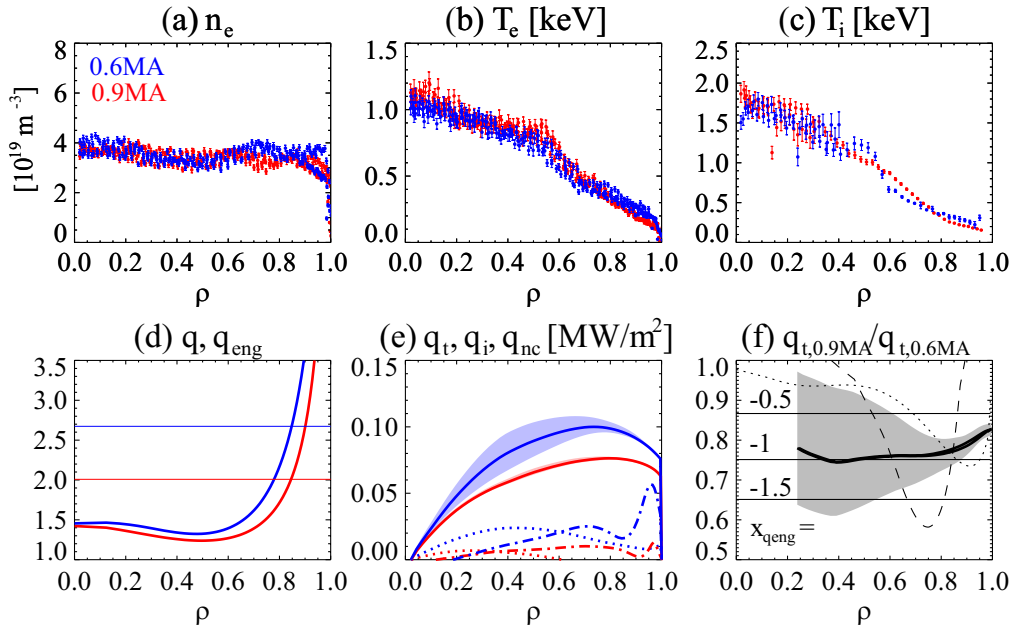 (a) n_e
(b) T_e [keV]
(c) T_i [keV]
8
6
4
2
0
[10^19 m^-3]
0.6MA
0.9MA
0.0 0.2 0.4 0.6 0.8 1.0
ρ
1.5
1.0
0.5
0.0
0.0 0.2 0.4 0.6 0.8 1.0
ρ
2.5
2.0
1.5
1.0
0.5
0.0
0.0 0.2 0.4 0.6 0.8 1.0
ρ
(d) q, q_eng
(e) q_t, q_i, q_nc [MW/m^2]
(f) q_t,0.9MA/q_t,0.6MA
3.5
3.0
2.5
2.0
1.5
1.0
0.0 0.2 0.4 0.6 0.8 1.0
ρ
0.15
0.10
0.05
0.00
0.0 0.2 0.4 0.6 0.8 1.0
ρ
1.0
0.9
0.8
0.7
0.6
0.5
-0.5
-1
-1.5
x_qeng =
0.0 0.2 0.4 0.6 0.8 1.0
ρ